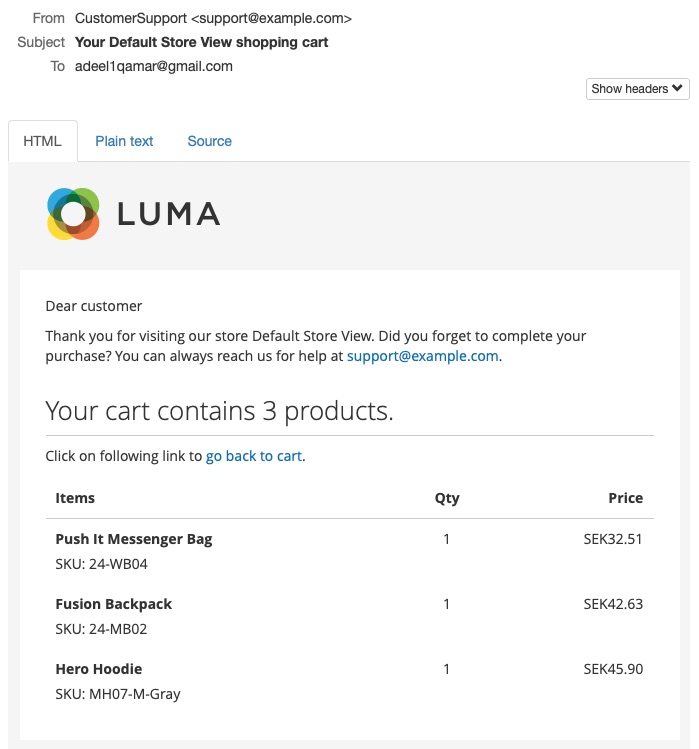 From CustomerSupport <support@example.com>
Subject Your Default Store View shopping cart
To adeel1qamar@gmail.com
Show headers
HTML Plain text Source
LUMA
Dear customer
Thank you for visiting our store Default Store View. Did you forget to complete your
purchase? You can always reach us for help at support@example.com.
Your cart contains 3 products.
Click on following link to go back to cart.
Items Qty Price
Push It Messenger Bag 1 SEK32.51
SKU: 24-WB04
Fusion Backpack 1 SEK42.63
SKU: 24-MB02
Hero Hoodie 1 SEK45.90
SKU: MH07-M-Gray